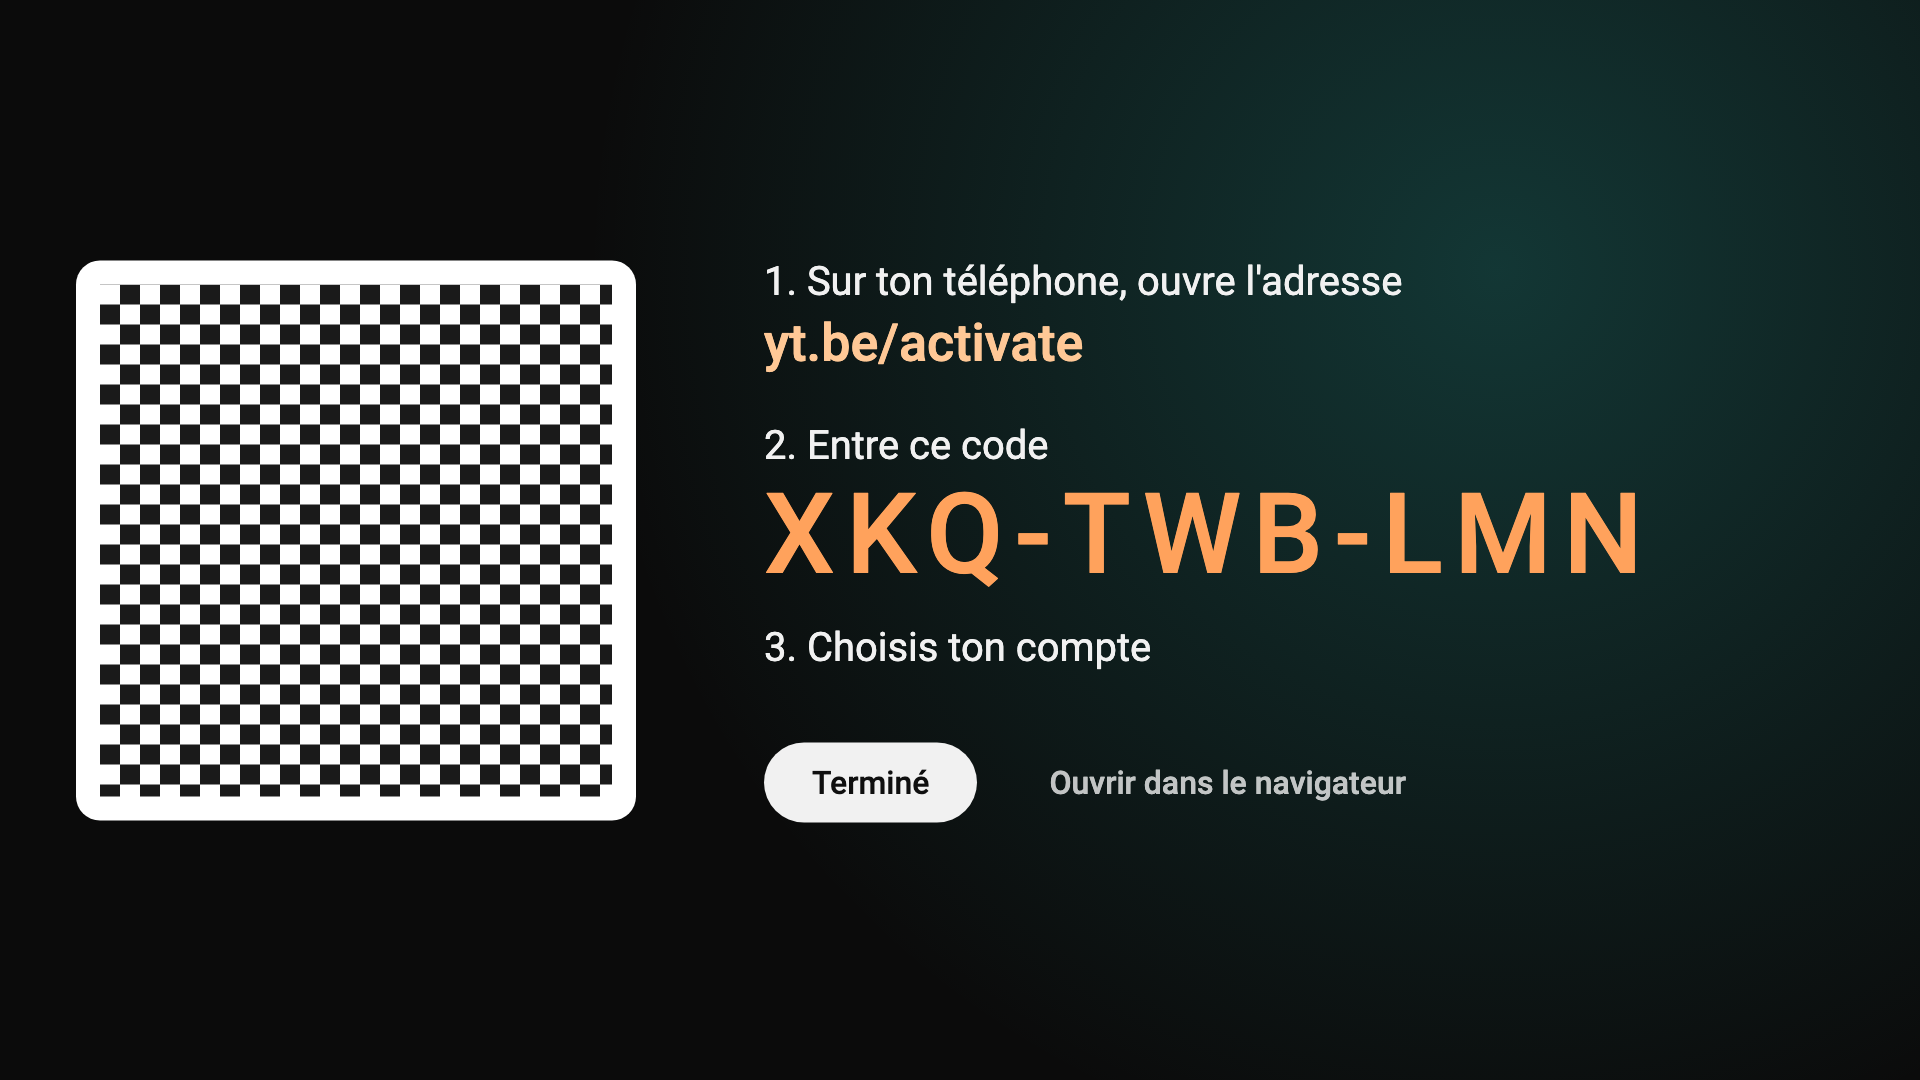 1. Sur ton téléphone, ouvre l'adresse
yt.be/activate
2. Entre ce code
XKQ-TWB-LMN
3. Choisis ton compte
Terminé
Ouvrir dans le navigateur